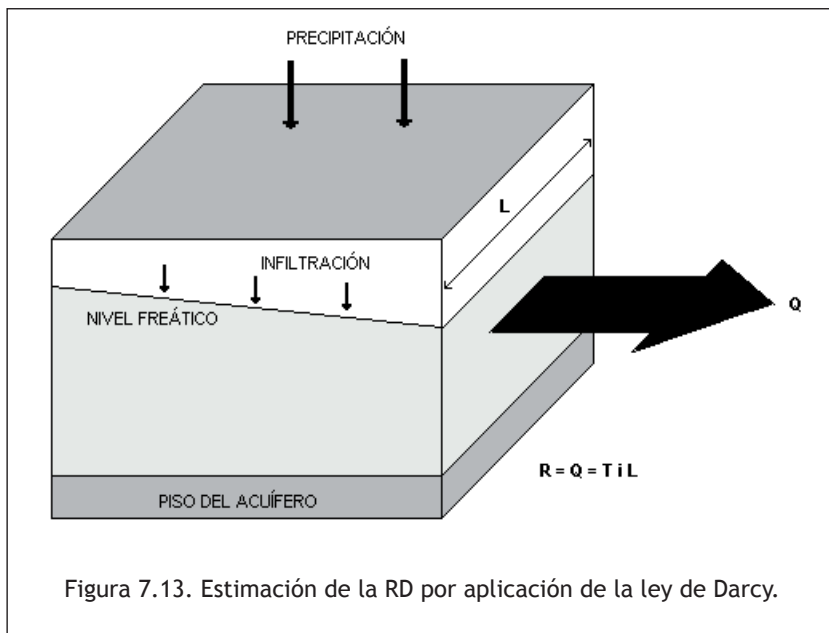 PRECIPITACIÓN
L
INFILTRACIÓN
NIVEL FREÁTICO
Q
R = Q = T i L
PISO DEL ACUÍFERO
Figura 7.13. Estimación de la RD por aplicación de la ley de Darcy.